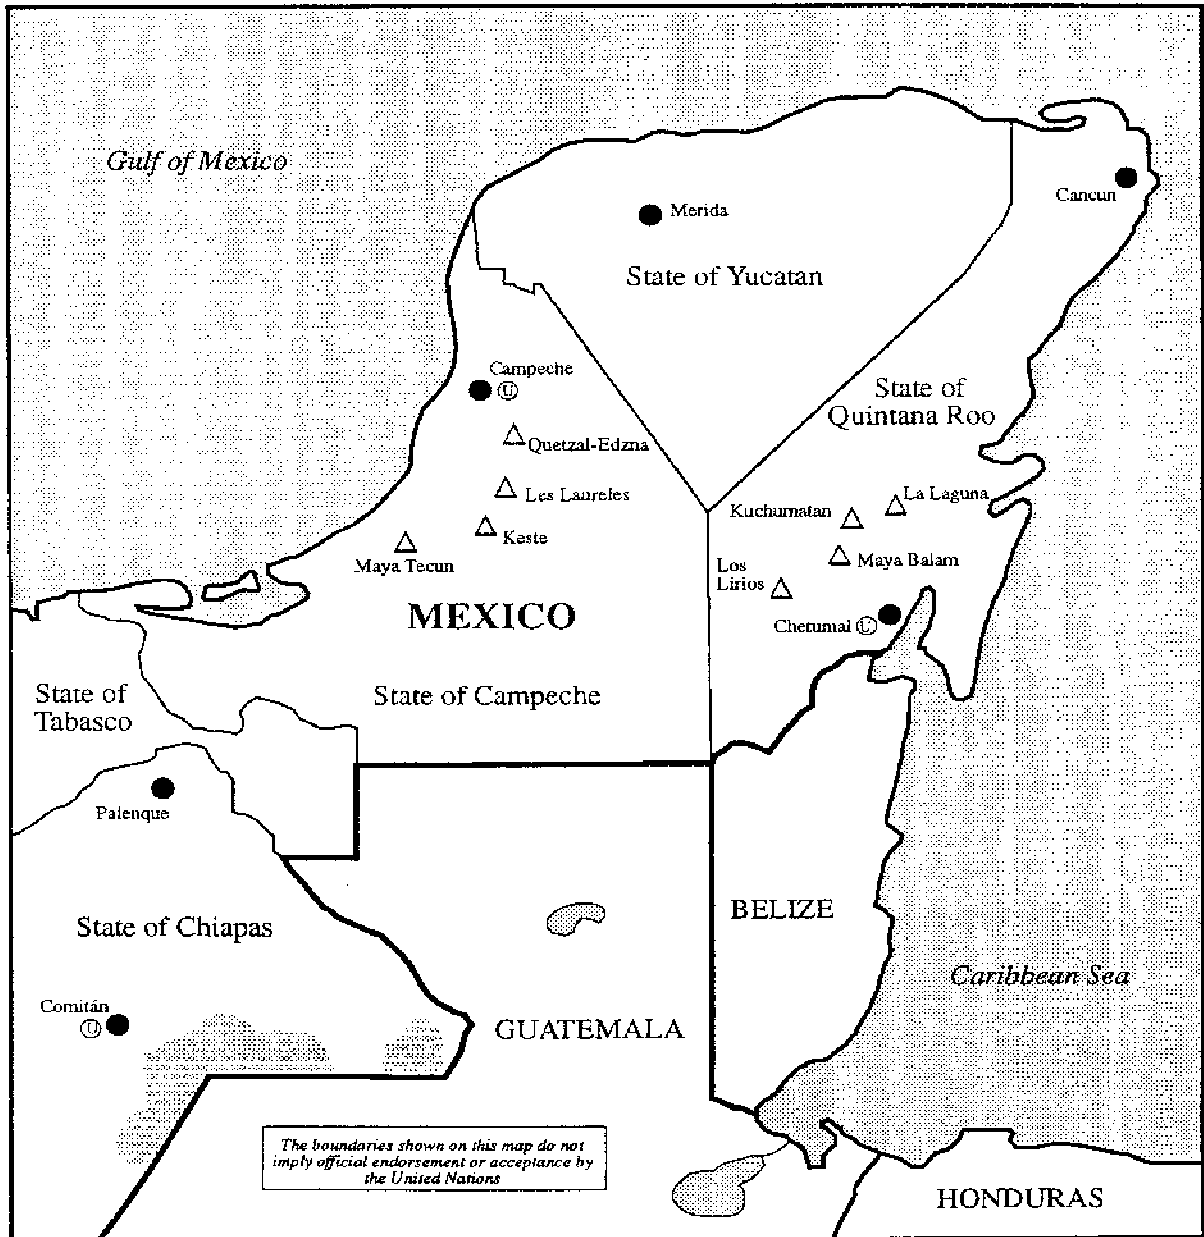 Gulf of Mexico
Cancun
Merida
State of Yucatan
Campeche
U
State of
Quintana Roo
Quetzal-Edzna
La Laguna
Les Laureles
Kuchumatan
Keste
Maya Balam
Maya Tecun
Los
Lirios
MEXICO
Chetumal U
State of
Tabasco
State of Campeche
Palenque
BELIZE
State of Chiapas
Caribbean Sea
Comitán
U
GUATEMALA
The boundaries shown on this map do not
imply official endorsement or acceptance by
the United Nations
HONDURAS